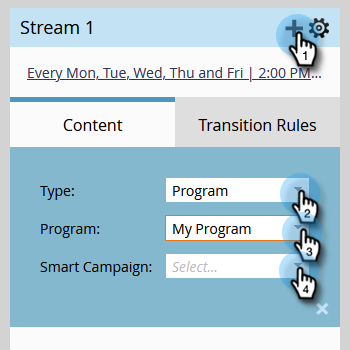 Stream 1
1
Every Mon, Tue, Wed, Thu and Fri | 2:00 PM...
Content Transition Rules
Type: Program
2
Program: My Program
3
Smart Campaign: Select...
4